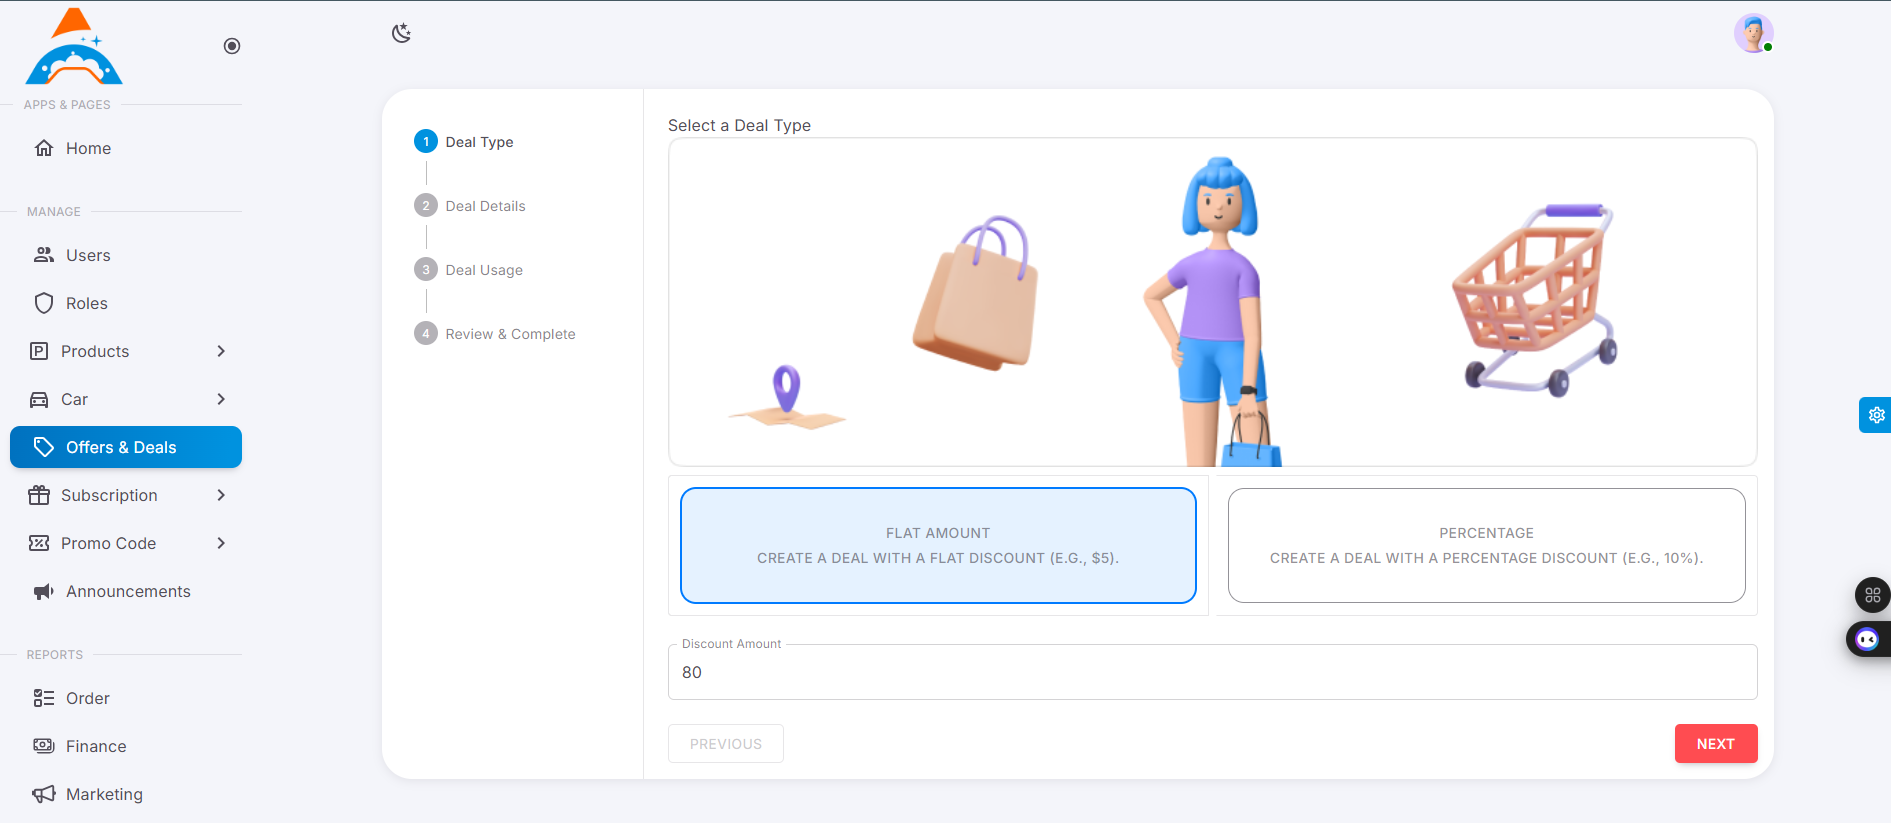 APPS & PAGES
Home
MANAGE
Users
Roles
Products
Car
Offers & Deals
Subscription
Promo Code
Announcements
REPORTS
Order
Finance
Marketing
1 Deal Type
2 Deal Details
3 Deal Usage
4 Review & Complete
Select a Deal Type
FLAT AMOUNT
CREATE A DEAL WITH A FLAT DISCOUNT (E.G., $5).
PERCENTAGE
CREATE A DEAL WITH A PERCENTAGE DISCOUNT (E.G., 10%).
Discount Amount
80
PREVIOUS
NEXT